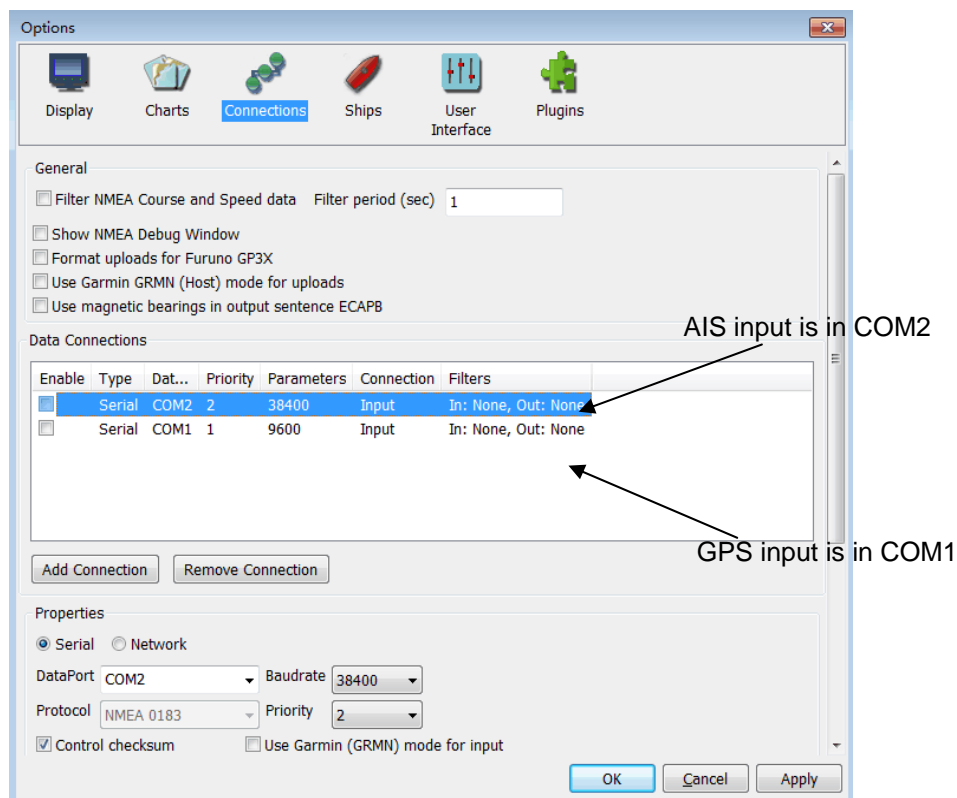 Options
Display Charts Connections Ships User Interface Plugins
General
Filter NMEA Course and Speed data Filter period (sec) 1
Show NMEA Debug Window
Format uploads for Furuno GP3X
Use Garmin GRMN (Host) mode for uploads
Use magnetic bearings in output sentence ECAPB
AIS input is in COM2
Data Connections
Enable Type Dat... Priority Parameters Connection Filters
Serial COM2 2 38400 Input In: None, Out: None
Serial COM1 1 9600 Input In: None, Out: None
GPS input is in COM1
Add Connection Remove Connection
Properties
Serial Network
DataPort COM2 Baudrate 38400
Protocol NMEA 0183 Priority 2
Control checksum Use Garmin (GRMN) mode for input
OK Cancel Apply